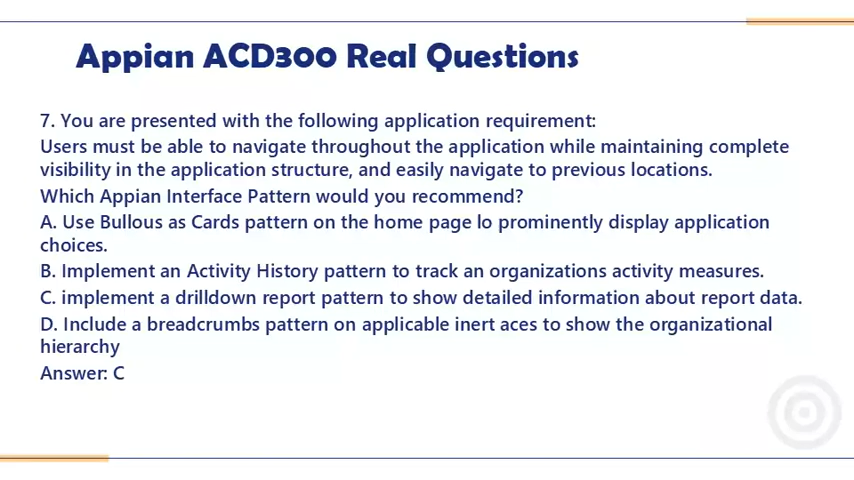 Appian ACD300 Real Questions
7. You are presented with the following application requirement:
Users must be able to navigate throughout the application while maintaining complete
visibility in the application structure, and easily navigate to previous locations.
Which Appian Interface Pattern would you recommend?
A. Use Bullous as Cards pattern on the home page lo prominently display application
choices.
B. Implement an Activity History pattern to track an organizations activity measures.
C. implement a drilldown report pattern to show detailed information about report data.
D. Include a breadcrumbs pattern on applicable inert aces to show the organizational
hierarchy
Answer: C